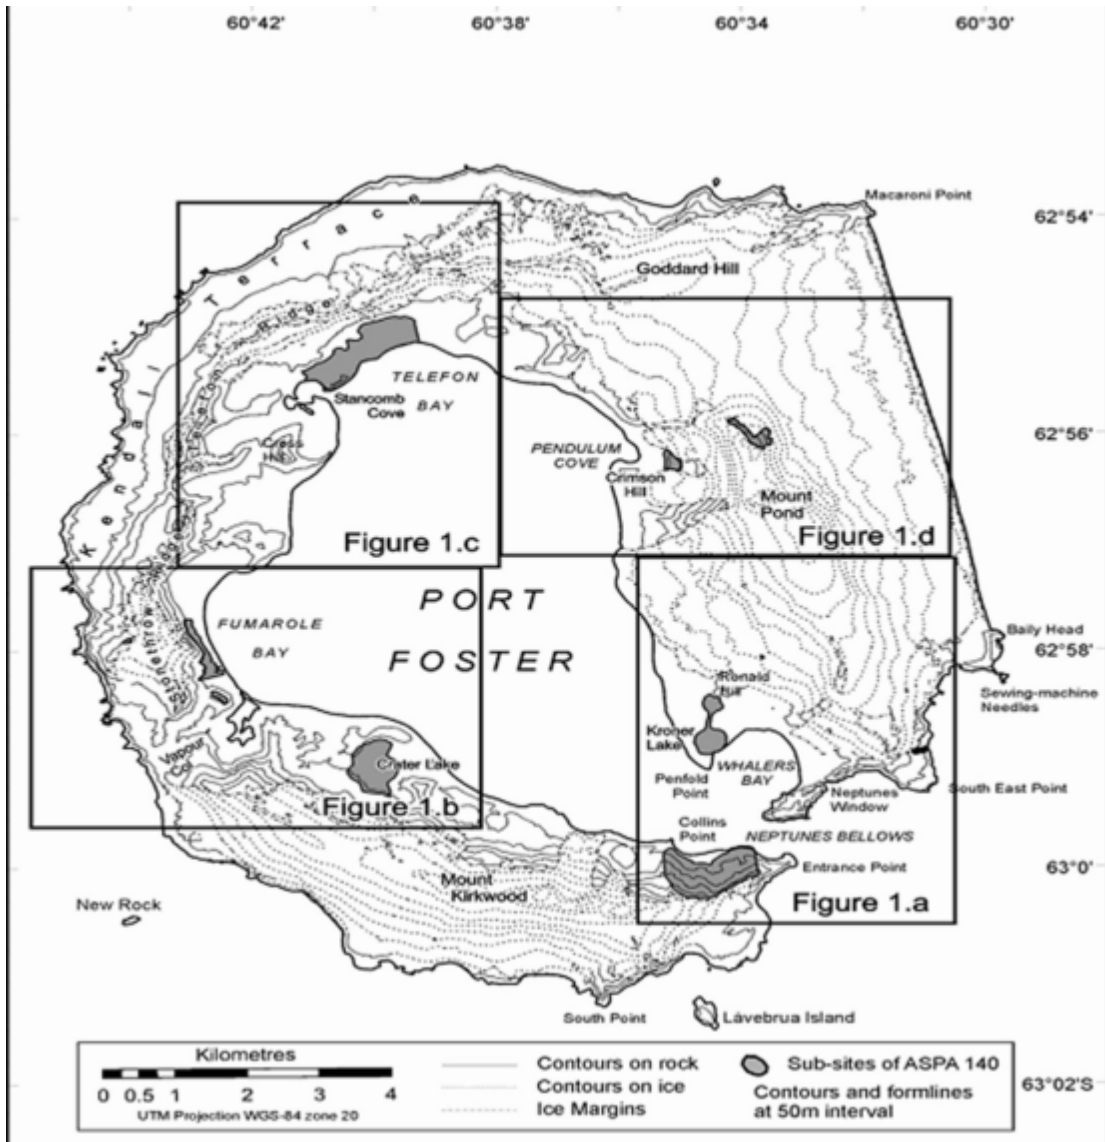 60°42' 60°38' 60°34' 60°30'
Macaroni Point
62°54'
Kendall Terrace
Goddard Hill
Telefon Ridge
TELEFON
BAY
Stancomb
Cove
62°56'
Cross
Hill
PENDULUM
COVE
Crimson
Hill
Mount
Pond
Figure 1.c
Figure 1.d
PORT
FOSTER
FUMAROLE
BAY
Stonethrow Ridge
Baily Head
62°58'
Sewing-machine
Needles
Ronald
Hill
Kroner
Lake
WHALERS
BAY
Penfold
Point
Vapour
Col
Crater Lake
Figure 1.b
Neptunes
Window
South East Point
Collins
Point
NEPTUNES BELLOWS
Entrance Point
63°0'
Mount
Kirkwood
Figure 1.a
New Rock
South Point
Låvebrua Island
Kilometres
0 0.5 1 2 3 4
UTM Projection WGS-84 zone 20
Contours on rock
Contours on ice
Ice Margins
Sub-sites of ASPA 140
Contours and formlines
at 50m interval
63°02'S